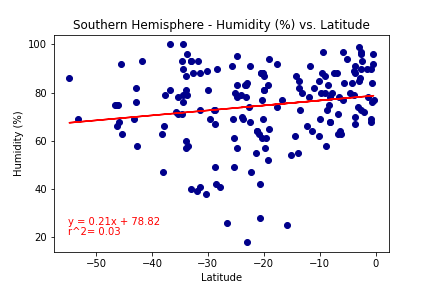 Southern Hemisphere - Humidity (%) vs. Latitude
100
80
60
40
20
Humidity (%)
y = 0.21x + 78.82
r^2= 0.03
−50 −40 −30 −20 −10 0
Latitude